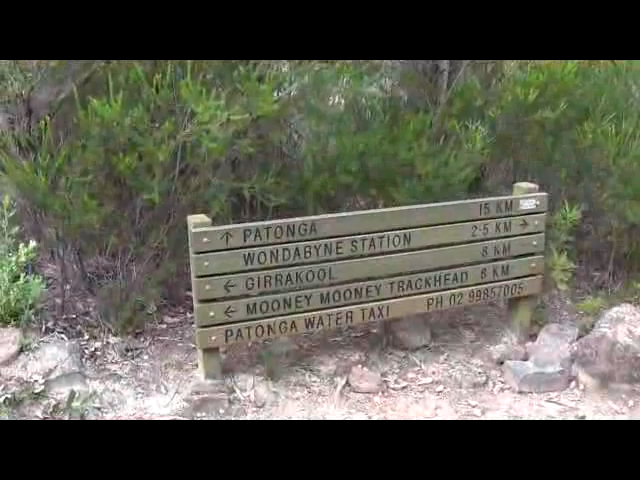 ↑ PATONGA 15 KM
WONDABYNE STATION 2·5 KM →
← GIRRAKOOL 8 KM
← MOONEY MOONEY TRACKHEAD 6 KM
PATONGA WATER TAXI PH 02 99857005